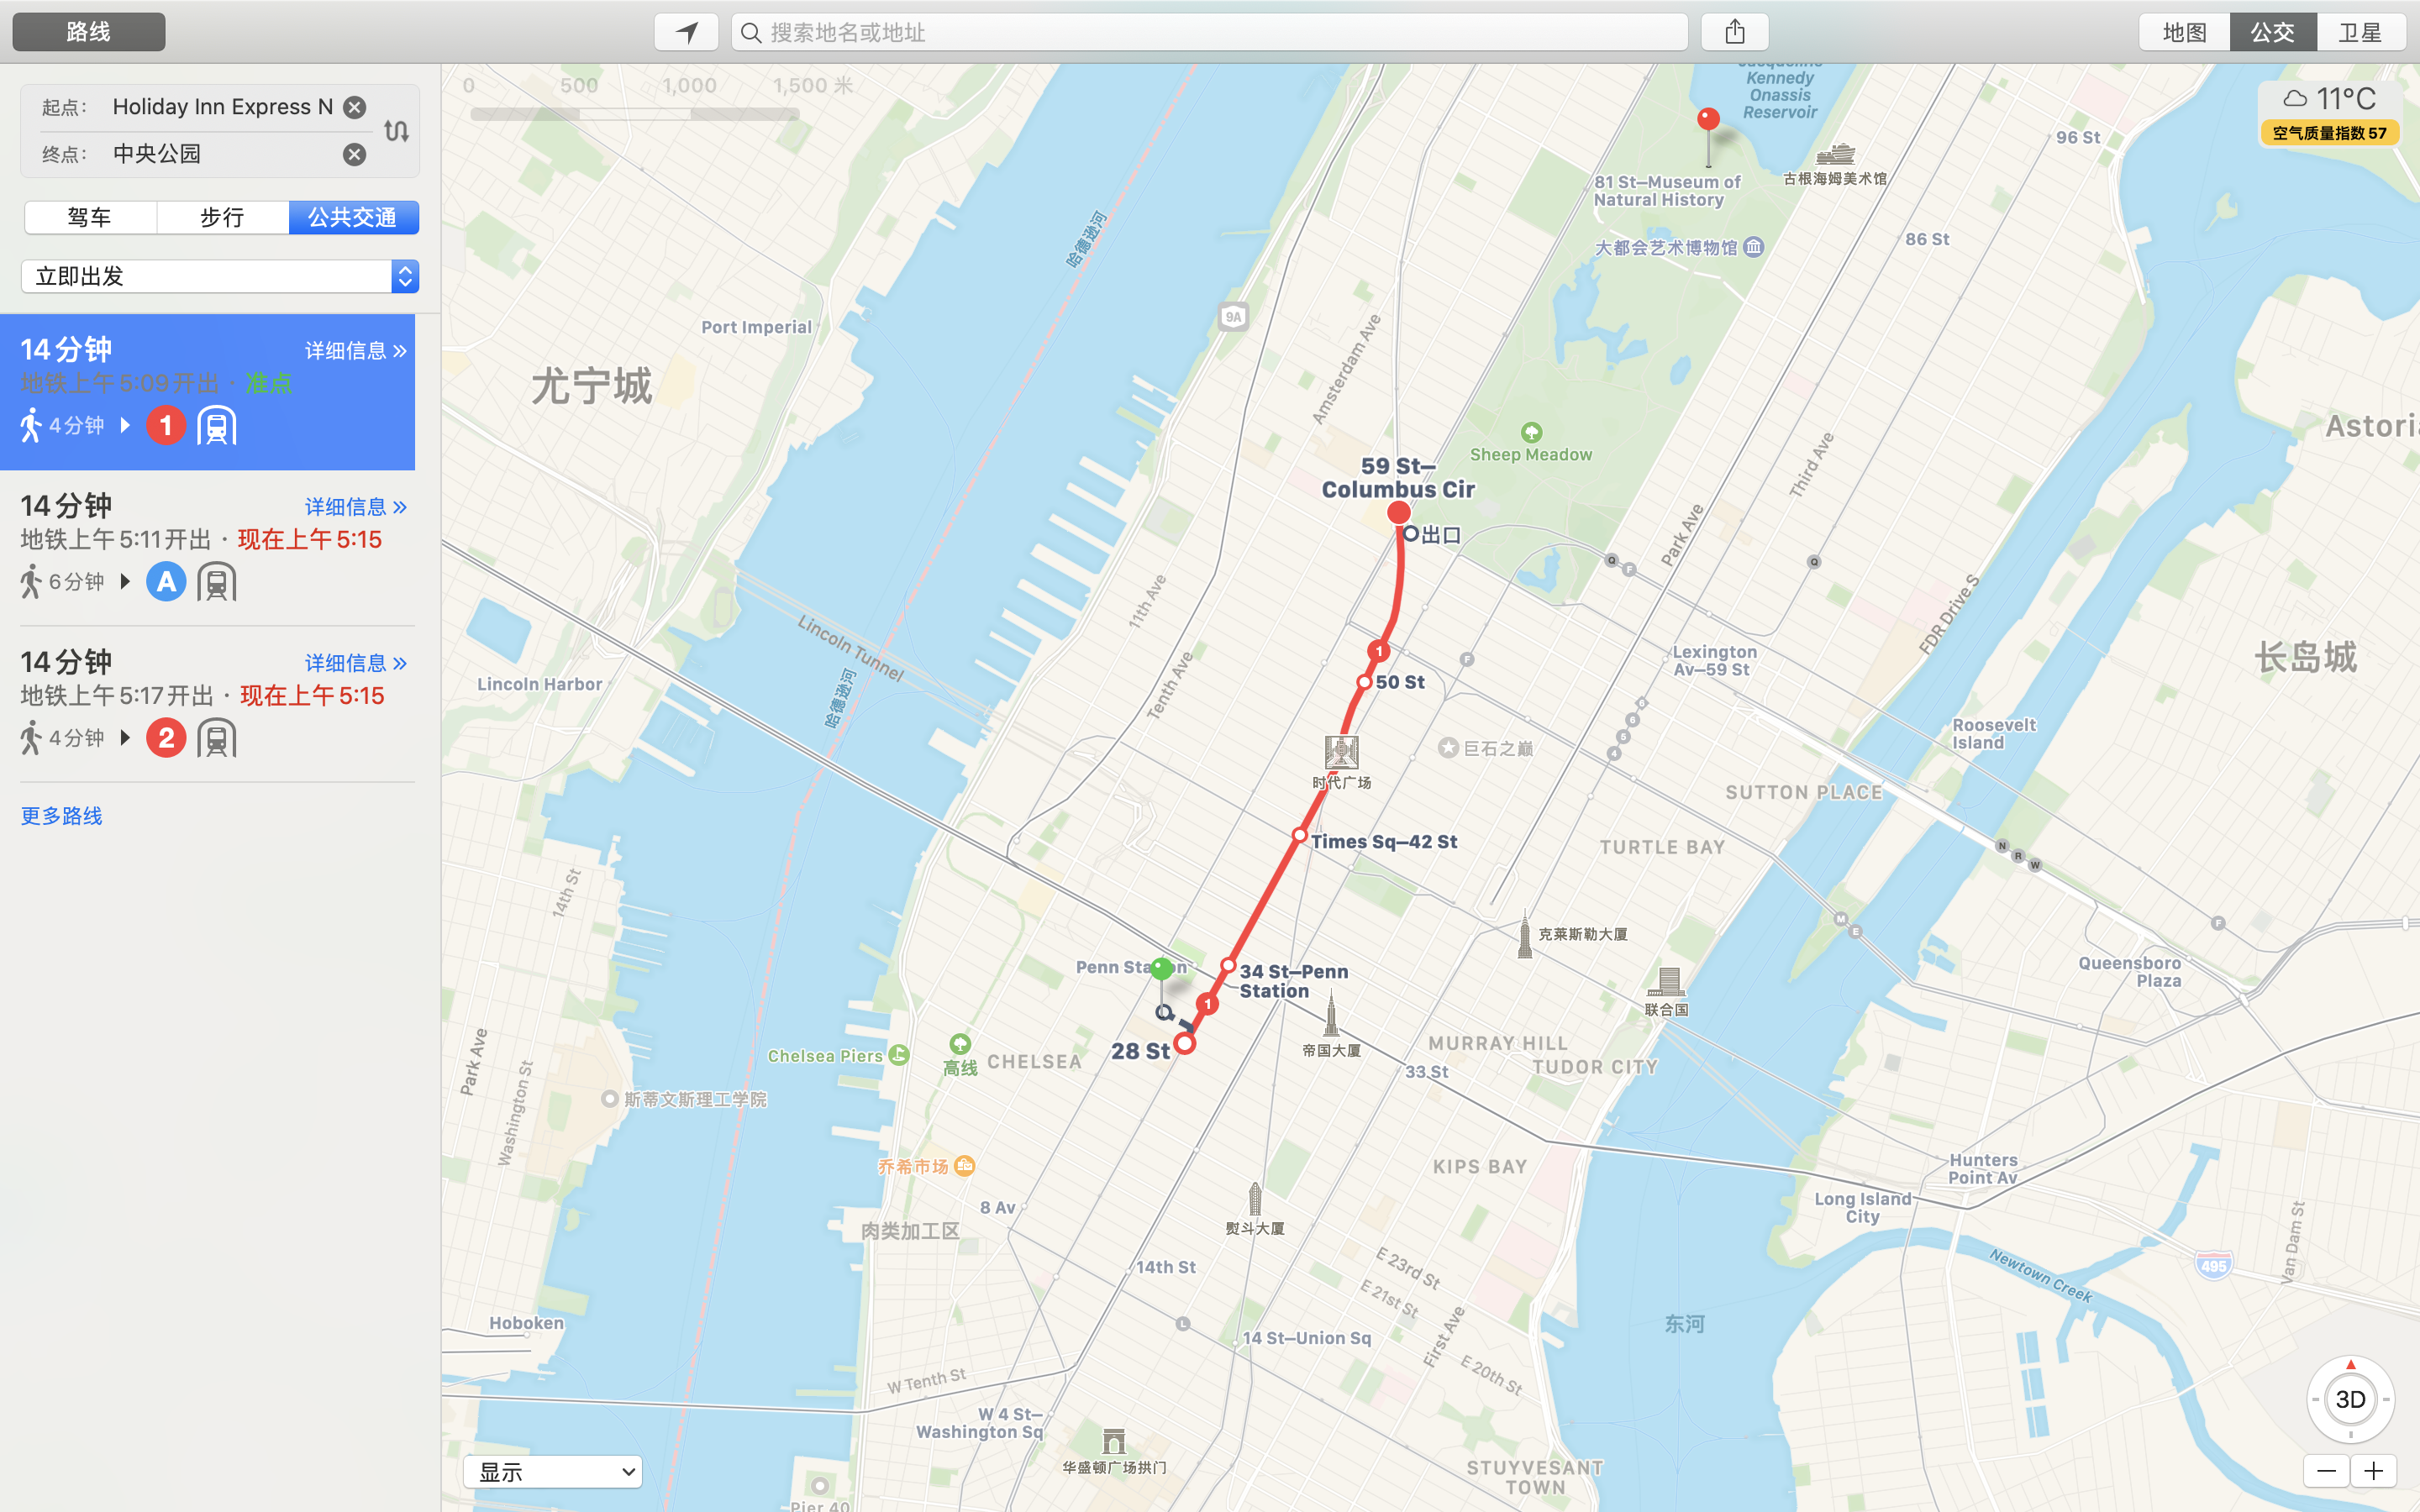 路线
搜索地名或地址
地图
公交
卫星
起点：
Holiday Inn Express N
终点：
中央公园
驾车
步行
公共交通
立即出发
14分钟
详细信息 »
地铁上午 5:09 开出 · 准点
4分钟
1
14分钟
详细信息 »
地铁上午 5:11 开出 · 现在上午 5:15
6分钟
A
14分钟
详细信息 »
地铁上午 5:17 开出 · 现在上午 5:15
4分钟
2
更多路线
0
500
1,000
1,500 米
Kennedy
Onassis
Reservoir
11°C
空气质量指数 57
96 St
古根海姆美术馆
81 St–Museum of
Natural History
哈德逊河
大都会艺术博物馆
86 St
9A
Port Imperial
Amsterdam Ave
尤宁城
Astori
Sheep Meadow
Third Ave
59 St–
Columbus Cir
出口
Park Ave
Q
F
Q
11th Ave
FDR Drive S
Lincoln Tunnel
1
F
Lexington
Av–59 St
长岛城
Lincoln Harbor
哈德逊河
Tenth Ave
50 St
6
6
5
4
Roosevelt
Island
巨石之巅
时代广场
SUTTON PLACE
Times Sq–42 St
TURTLE BAY
N
R
W
14th St
M
E
F
克莱斯勒大厦
Penn Sta
n
34 St–Penn
Station
Queensboro
Plaza
1
联合国
28 St
帝国大厦
MURRAY HILL
TUDOR CITY
Chelsea Piers
高线
CHELSEA
33 St
Park Ave
Washington St
斯蒂文斯理工学院
乔希市场
KIPS BAY
Hunters
Point Av
8 Av
Long Island
City
肉类加工区
熨斗大厦
Van Dam St
14th St
E 23rd St
E 21st St
Newtown Creek
495
Hoboken
L
14 St–Union Sq
First Ave
东河
E 20th St
W Tenth St
W 4 St–
Washington Sq
3D
华盛顿广场拱门
STUYVESANT
TOWN
显示
Pier 40